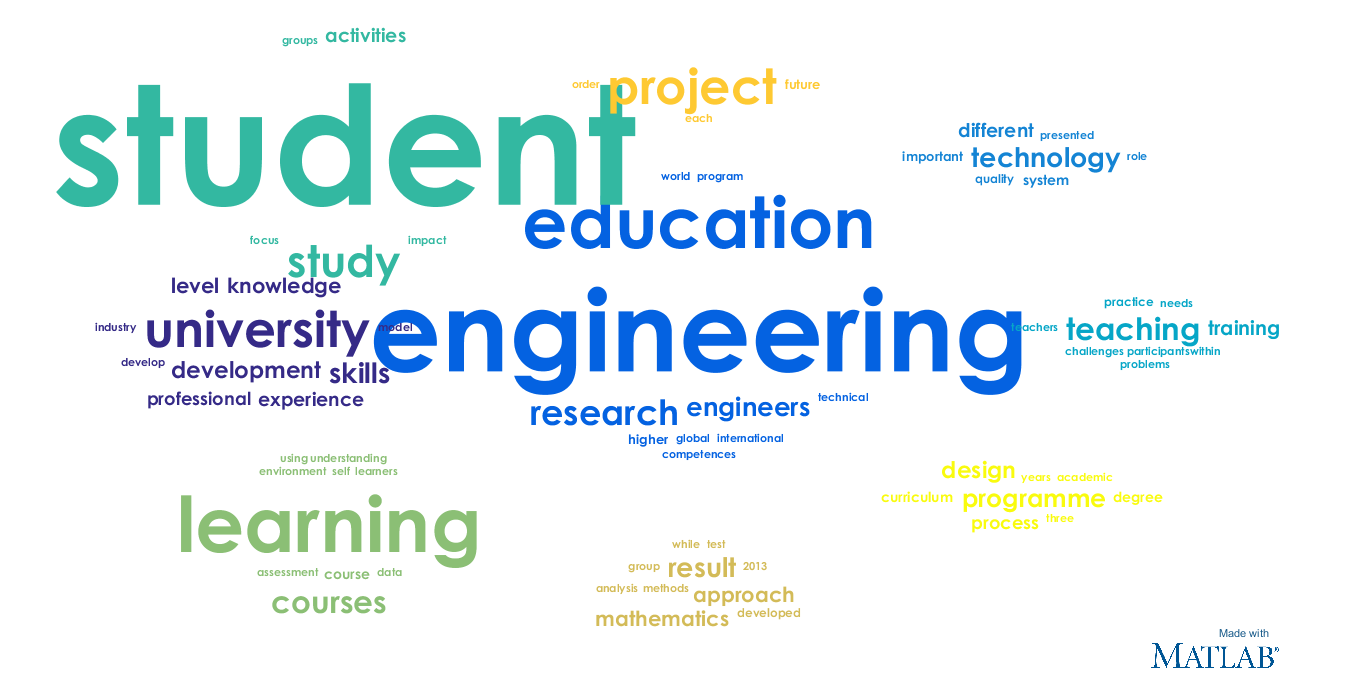 groups activities
student
focus impact
study
order project future
each
different presented
important technology role
quality system
world program
education
engineering
research engineers technical
higher global international
competences
level knowledge
industry university model
develop development skills
professional experience
practice needs
teachers teaching training
challenges participants within
problems
using understanding
environment self learners
learning
assessment course data
courses
while test
group result 2013
analysis methods approach
mathematics developed
design years academic
curriculum programme degree
process three
Made with
MATLAB®